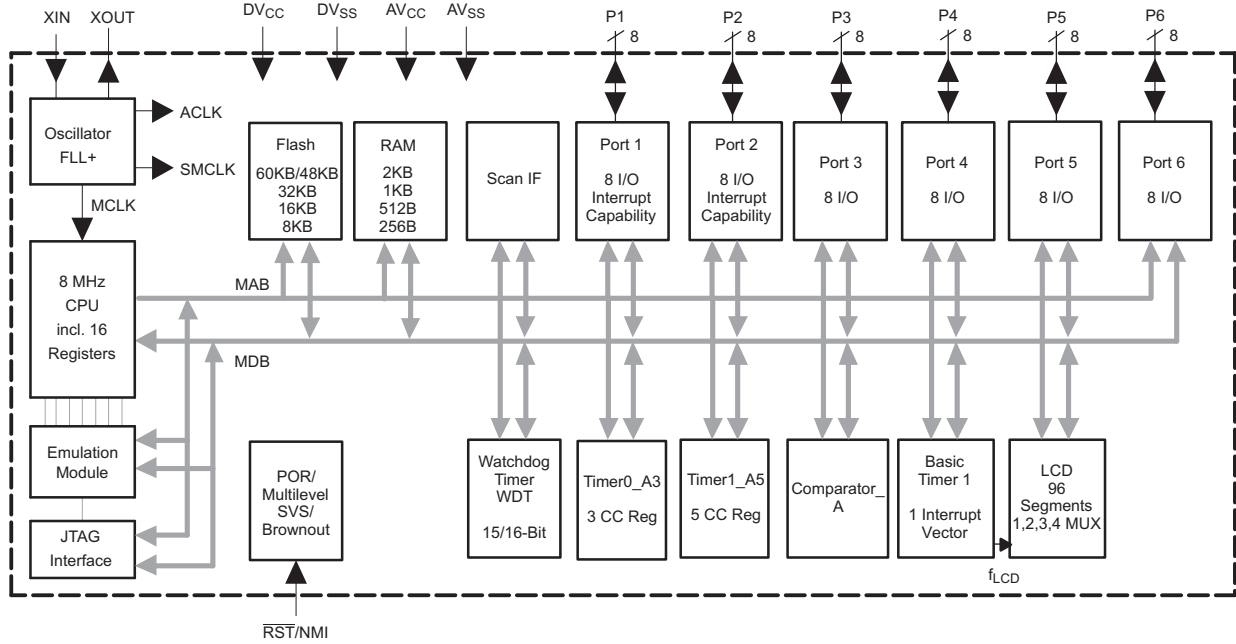 XIN XOUT DVCC DVSS AVCC AVSS P1 P2 P3 P4 P5 P6
8 8 8 8 8 8
Oscillator
FLL+
ACLK
SMCLK
MCLK
Flash
60KB/48KB
32KB
16KB
8KB
RAM
2KB
1KB
512B
256B
Scan IF
Port 1
8 I/O
Interrupt
Capability
Port 2
8 I/O
Interrupt
Capability
Port 3
8 I/O
Port 4
8 I/O
Port 5
8 I/O
Port 6
8 I/O
8 MHz
CPU
incl. 16
Registers
MAB
MDB
Emulation
Module
JTAG
Interface
POR/
Multilevel
SVS/
Brownout
RST/NMI
Watchdog
Timer
WDT
15/16-Bit
Timer0_A3
3 CC Reg
Timer1_A5
5 CC Reg
Comparator_
A
Basic
Timer 1
1 Interrupt
Vector
fLCD
LCD
96
Segments
1,2,3,4 MUX